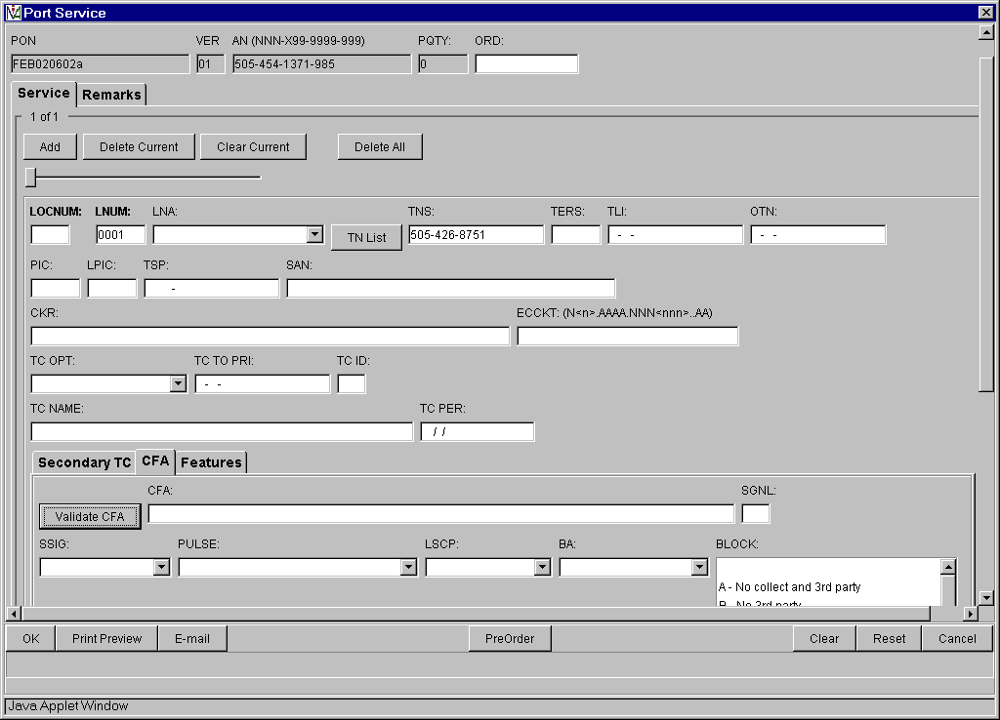 Port Service
PON VER AN (NNN-X99-9999-999) PQTY: ORD:
FEB020602a 01 505-454-1371-985 0
Service Remarks
1 of 1
Add Delete Current Clear Current Delete All
LOCNUM: LNUM: LNA: TNS: TERS: TLI: OTN:
0001 TN List 505-426-8751 - - - -
PIC: LPIC: TSP: SAN:
-
CKR: ECCKT: (N<n>.AAAA.NNN<nnn>..AA)
TC OPT: TC TO PRI: TC ID:
- -
TC NAME: TC PER:
/ /
Secondary TC CFA Features
CFA: SGNL:
Validate CFA
SSIG: PULSE: LSCP: BA: BLOCK:
A - No collect and 3rd party
B - No 3rd party
OK Print Preview E-mail PreOrder Clear Reset Cancel
Java Applet Window